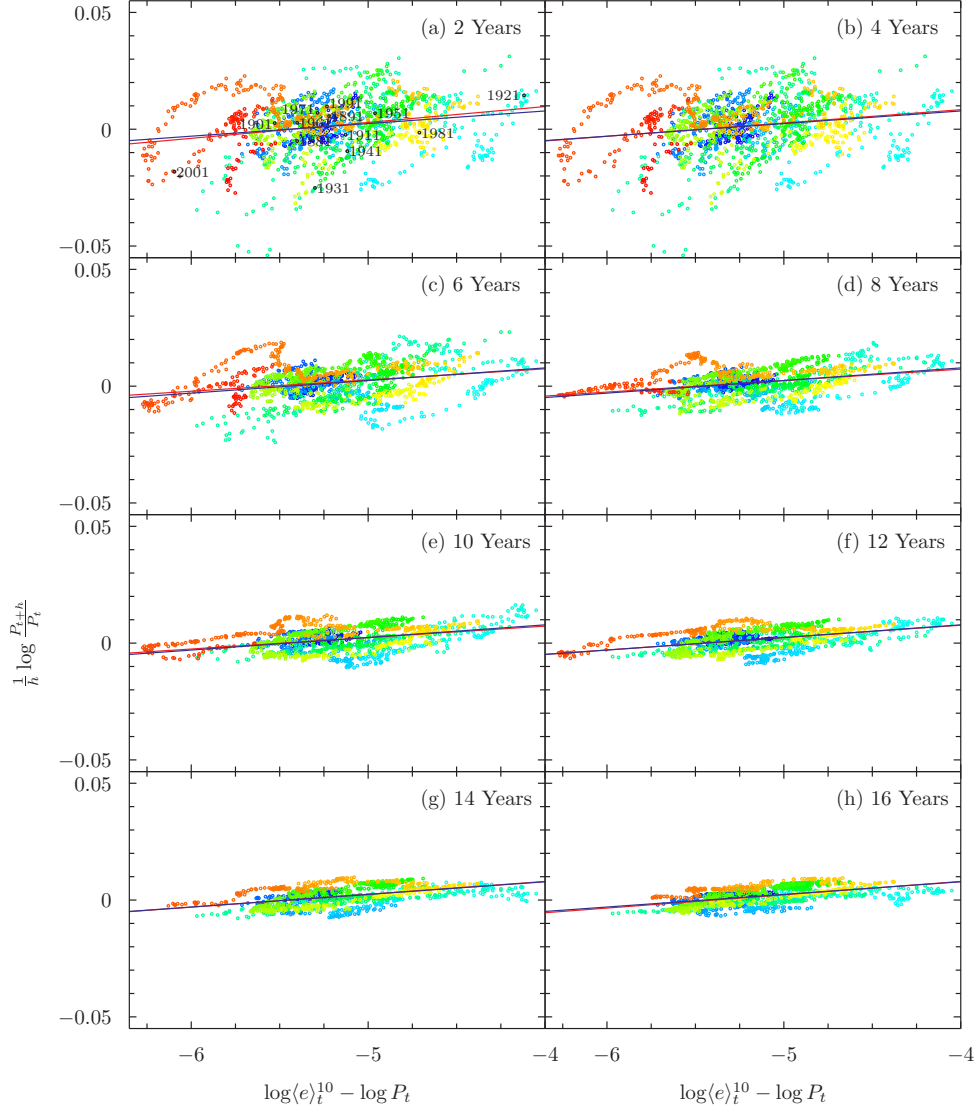 0.05
(a) 2 Years
(b) 4 Years
1921
1991
1971
1951
1901
1981
1911
1941
2001
1931
0
−0.05
0.05
(c) 6 Years
(d) 8 Years
0
−0.05
0.05
(e) 10 Years
(f) 12 Years
0
−0.05
0.05
(g) 14 Years
(h) 16 Years
0
−0.05
−6 −5 −4 −6 −5 −4
log⟨e⟩_t^{10} − log P_t
log⟨e⟩_t^{10} − log P_t
\frac{1}{h} log \frac{P_{t+h}}{P_t}